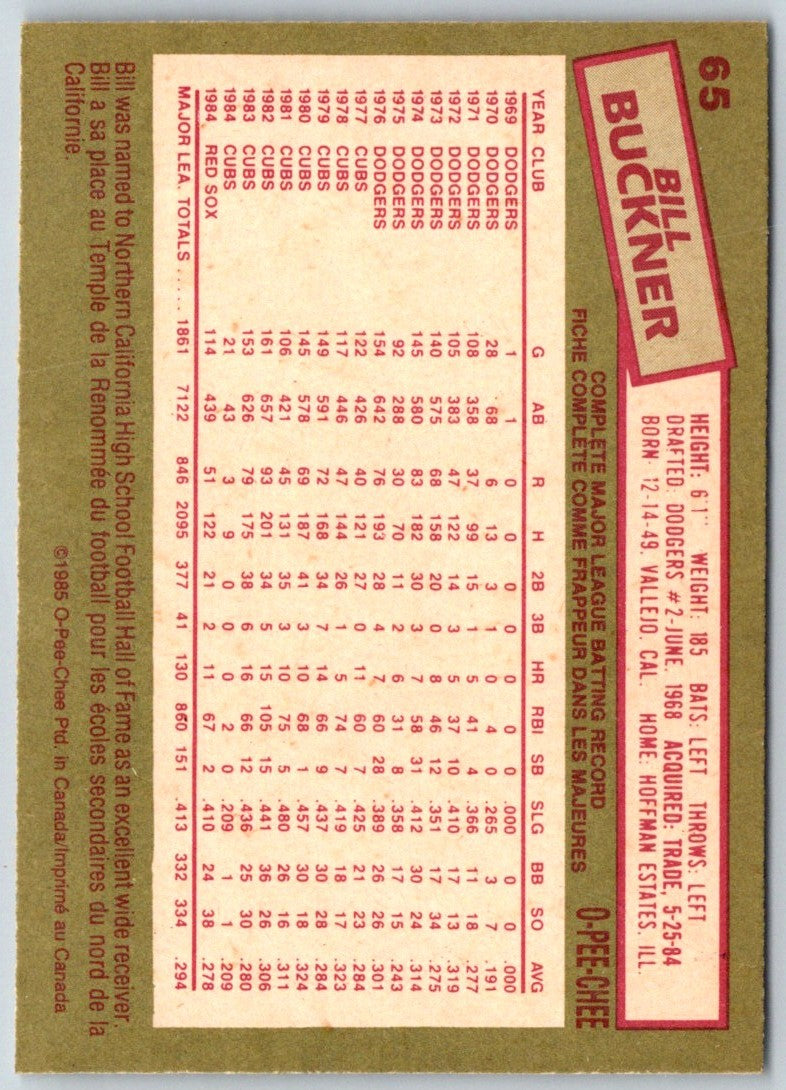 65
BILL
BUCKNER
HEIGHT: 6'1'' WEIGHT: 185 BATS: LEFT THROWS: LEFT
DRAFTED: DODGERS #2-JUNE, 1968 ACQUIRED: TRADE, 5-25-84
BORN: 12-14-49, VALLEJO, CAL. HOME: HOFFMAN ESTATES, ILL.
COMPLETE MAJOR LEAGUE BATTING RECORD
FICHE COMPLÈTE COMME FRAPPEUR DANS LES MAJEURES
O-PEE-CHEE
YEAR CLUB G AB R H 2B 3B HR RBI SB SLG BB SO AVG
1969 DODGERS 1 1 0 0 0 0 0 0 0 .000 0 0 .000
1970 DODGERS 28 68 6 13 3 1 0 4 0 .265 3 7 .191
1971 DODGERS 108 358 37 99 15 1 5 41 4 .366 11 18 .277
1972 DODGERS 105 383 47 122 14 3 5 37 10 .410 17 13 .319
1973 DODGERS 140 575 68 158 20 0 8 46 12 .351 17 34 .275
1974 DODGERS 145 580 83 182 30 3 7 58 31 .412 30 24 .314
1975 DODGERS 92 288 30 70 11 2 6 31 8 .358 17 15 .243
1976 DODGERS 154 642 76 193 28 4 7 60 28 .389 26 26 .301
1977 CUBS 122 426 40 121 27 0 11 60 7 .425 21 23 .284
1978 CUBS 117 446 47 144 26 1 5 74 7 .419 18 17 .323
1979 CUBS 149 591 72 168 34 7 14 66 9 .437 30 28 .284
1980 CUBS 145 578 69 187 41 3 10 68 1 .457 30 18 .324
1981 CUBS 106 421 45 131 35 3 10 75 5 .480 26 16 .311
1982 CUBS 161 657 93 201 34 5 15 105 15 .441 36 26 .306
1983 CUBS 153 626 79 175 38 6 16 66 12 .436 25 30 .280
1984 CUBS 21 43 3 9 0 0 0 2 0 .209 1 1 .209
1984 RED SOX 114 439 51 122 21 2 11 67 2 .410 24 38 .278
MAJOR LEA. TOTALS ..... 1861 7122 846 2095 377 41 130 860 151 .413 332 334 .294
Bill was named to Northern California High School Football Hall of Fame as an excellent wide receiver.
Bill a sa place au Temple de la Renommée du football pour les écoles secondaires du nord de la
Californie.
©1985 O-Pee-Chee Ptd. in Canada/Imprimé au Canada